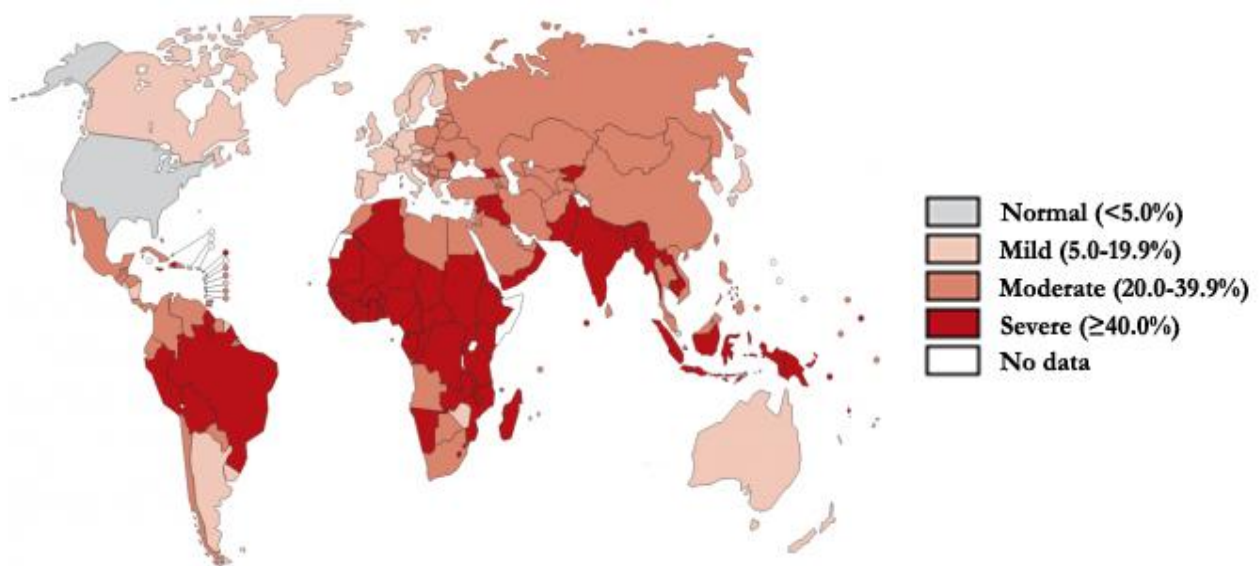 Normal (<5.0%)
Mild (5.0-19.9%)
Moderate (20.0-39.9%)
Severe (≥40.0%)
No data